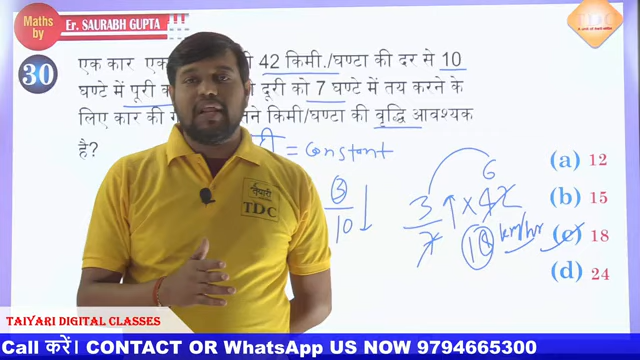 Maths
by
Er. SAURABH GUPTA
TDC
30
एक कार एक 42 किमी./घण्टा की दर से 10
घण्टे में पूरी दूरी को 7 घण्टे में तय करने के
लिए कार की किमी/घण्टा की वृद्धि आवश्यक
है?
= constant
(a) 12
(b) 15
(c) 18
(d) 24
3
10
3/7 × 42
6
18 km/hr
तैयारी
TDC
TAIYARI DIGITAL CLASSES
Call करें। CONTACT OR WhatsApp US NOW 9794665300